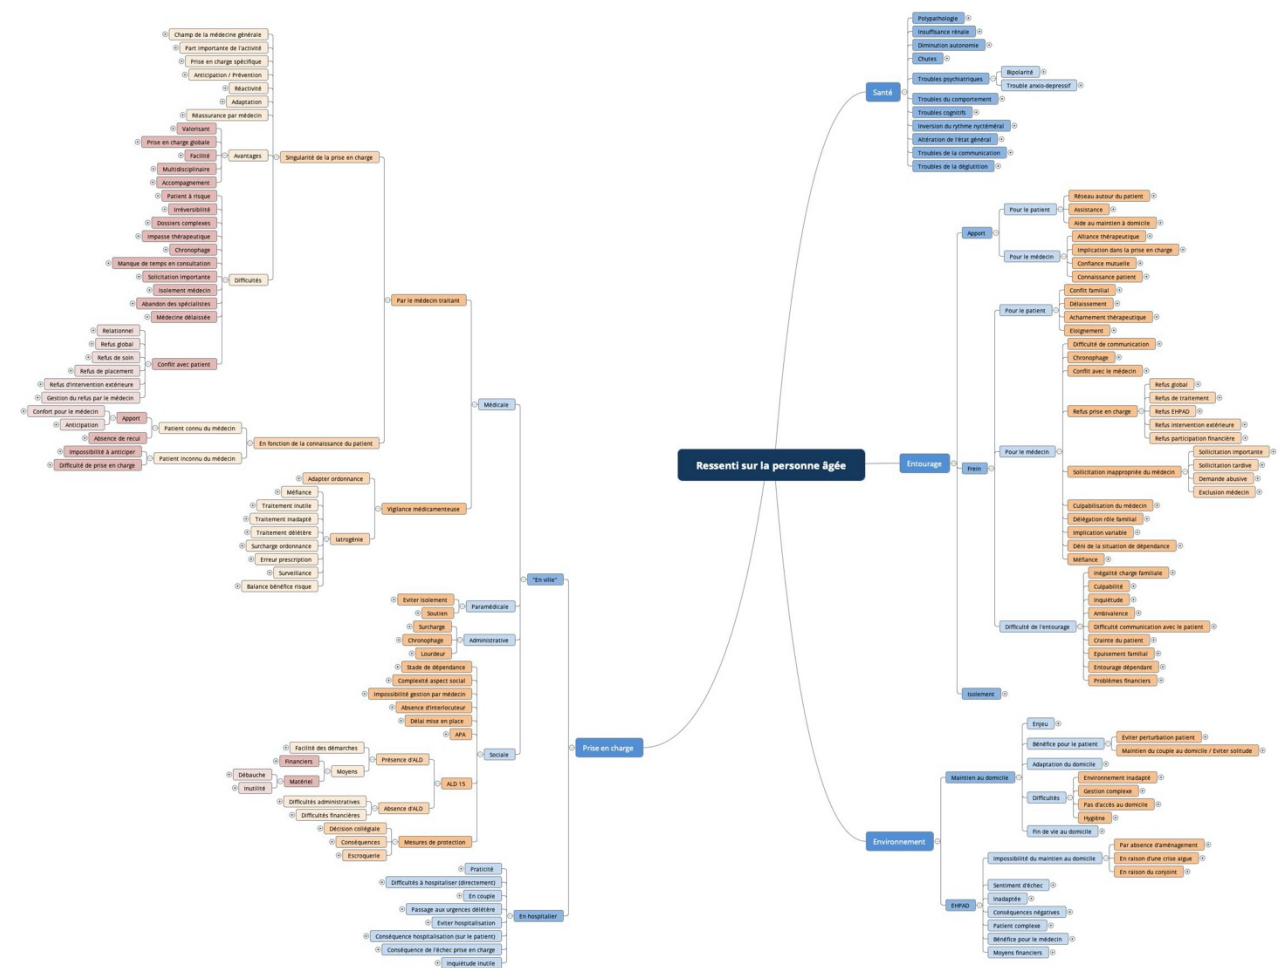 Ressenti sur la personne âgée
Santé
Polypathologie
Insuffisance rénale
Diminution autonomie
Chutes
Troubles psychiatriques
Bipolarité
Trouble anxio-depressif
Troubles du comportement
Troubles cognitifs
Inversion du rythme nycthéméral
Altération de l'état général
Troubles de la communication
Troubles de la déglutition
Entourage
Apport
Pour le patient
Réseau autour du patient
Assistance
Aide au maintien à domicile
Pour le médecin
Alliance thérapeutique
Implication dans la prise en charge
Confiance mutuelle
Connaissance patient
Frein
Pour le patient
Conflit familial
Délaissement
Acharnement thérapeutique
Eloignement
Pour le médecin
Difficulté de communication
Chronophage
Conflit avec le médecin
Refus prise en charge
Refus global
Refus de traitement
Refus EHPAD
Refus intervention extérieure
Refus participation financière
Sollicitation inappropriée du médecin
Sollicitation importante
Sollicitation tardive
Demande abusive
Exclusion médecin
Culpabilisation du médecin
Délégation rôle familial
Implication variable
Déni de la situation de dépendance
Méfiance
Difficulté de l'entourage
Inégalité charge familiale
Culpabilité
Inquiétude
Ambivalence
Difficulté communication avec le patient
Crainte du patient
Epuisement familial
Entourage dépendant
Problèmes financiers
Isolement
Environnement
Maintien au domicile
Enjeu
Bénéfice pour le patient
Eviter perturbation patient
Maintien du couple au domicile / Eviter solitude
Adaptation du domicile
Difficultés
Environnement inadapté
Gestion complexe
Pas d'accès au domicile
Hygiène
Fin de vie au domicile
EHPAD
Impossibilité du maintien au domicile
Par absence d'aménagement
En raison d'une crise aigue
En raison du conjoint
Sentiment d'échec
Inadaptée
Conséquences négatives
Patient complexe
Bénéfice pour le médecin
Moyens financiers
Prise en charge
"En ville"
Médicale
Par le médecin traitant
Singularité de la prise en charge
Champ de la médecine générale
Part importante de l'activité
Prise en charge spécifique
Anticipation / Prévention
Réactivité
Adaptation
Réassurance par médecin
Avantages
Valorisant
Prise en charge globale
Facilité
Multidisciplinaire
Accompagnement
Difficultés
Patient à risque
Irréversibilité
Dossiers complexes
Impasse thérapeutique
Chronophage
Manque de temps en consultation
Solicitation importante
Isolement médecin
Abandon des spécialistes
Médecine délaissée
Conflit avec patient
Relationnel
Refus global
Refus de soin
Refus de placement
Refus d'intervention extérieure
Gestion du refus par le médecin
En fonction de la connaissance du patient
Patient connu du médecin
Apport
Confort pour le médecin
Anticipation
Absence de recul
Patient inconnu du médecin
Impossibilité à anticiper
Difficulté de prise en charge
Vigilance médicamenteuse
Adapter ordonnance
Iatrogénie
Méfiance
Traitement inutile
Traitement inadapté
Traitement délétère
Surcharge ordonnance
Erreur prescription
Surveillance
Balance bénéfice risque
Paramédicale
Eviter isolement
Soutien
Administrative
Surcharge
Chronophage
Lourdeur
Sociale
Stade de dépendance
Complexité aspect social
Impossibilité gestion par médecin
Absence d'interlocuteur
Délai mise en place
APA
ALD 15
Présence d'ALD
Facilité des démarches
Moyens
Financiers
Matériel
Débauche
Inutilité
Absence d'ALD
Difficultés administratives
Difficultés financières
Mesures de protection
Décision collégiale
Conséquences
Escroquerie
En hospitalier
Praticité
Difficultés à hospitaliser (directement)
En couple
Passage aux urgences délétère
Eviter hospitalisation
Conséquence hospitalisation (sur le patient)
Conséquence de l'échec prise en charge
Inquiétude inutile